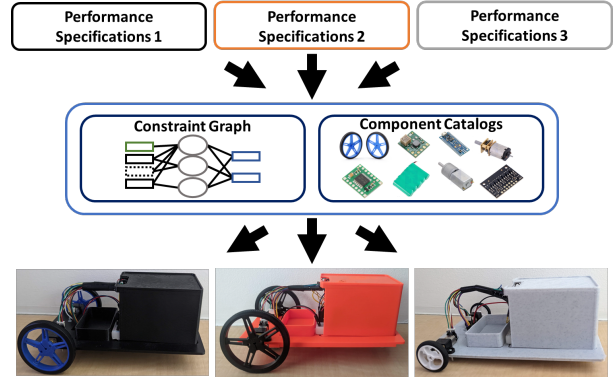 Performance
Specifications 1
Performance
Specifications 2
Performance
Specifications 3
Constraint Graph
Component Catalogs